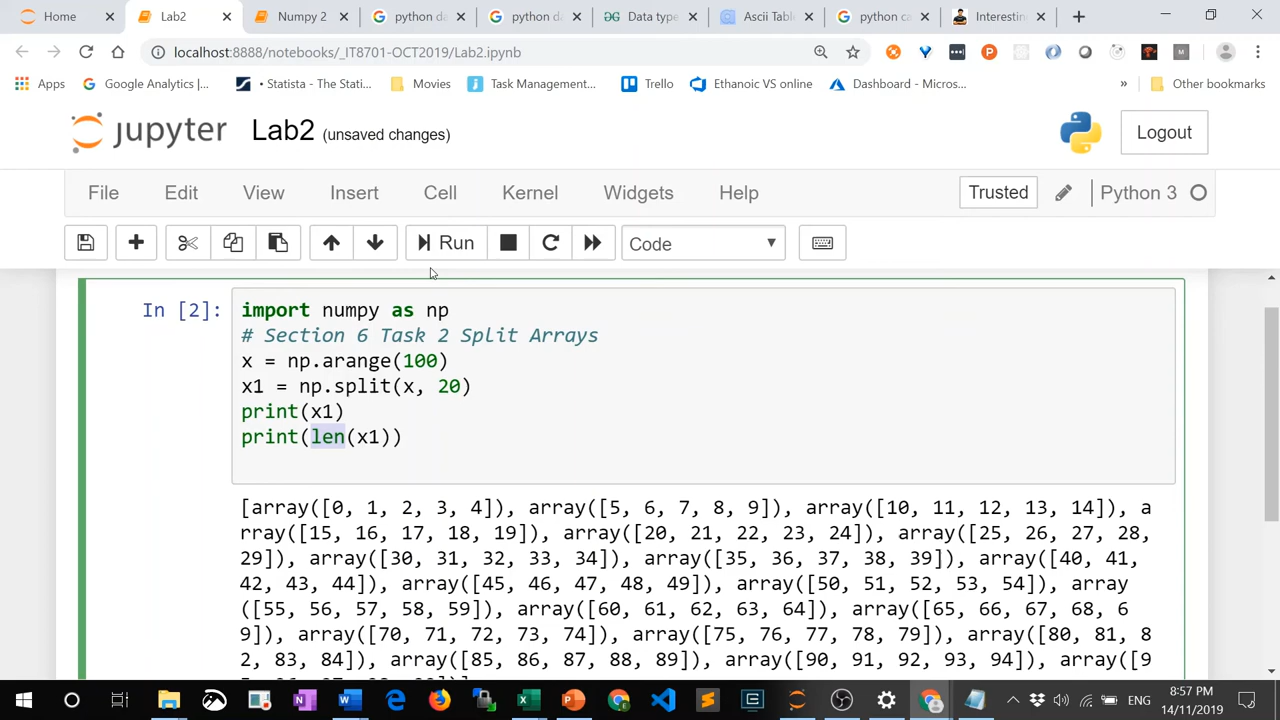 Home
Lab2
Numpy 2
python da
python da
Data type
Ascii Table
python ca
Interestin
localhost:8888/notebooks/_IT8701-OCT2019/Lab2.ipynb
Apps
Google Analytics |...
• Statista - The Stati...
Movies
Task Management...
Trello
Ethanoic VS online
Dashboard - Micros...
»
Other bookmarks
jupyter Lab2 (unsaved changes)
Logout
File Edit View Insert Cell Kernel Widgets Help
Trusted
Python 3
Run
Code
In [2]:
import numpy as np
# Section 6 Task 2 Split Arrays
x = np.arange(100)
x1 = np.split(x, 20)
print(x1)
print(len(x1))
[array([0, 1, 2, 3, 4]), array([5, 6, 7, 8, 9]), array([10, 11, 12, 13, 14]), a
rray([15, 16, 17, 18, 19]), array([20, 21, 22, 23, 24]), array([25, 26, 27, 28,
29]), array([30, 31, 32, 33, 34]), array([35, 36, 37, 38, 39]), array([40, 41,
42, 43, 44]), array([45, 46, 47, 48, 49]), array([50, 51, 52, 53, 54]), array
([55, 56, 57, 58, 59]), array([60, 61, 62, 63, 64]), array([65, 66, 67, 68, 6
9]), array([70, 71, 72, 73, 74]), array([75, 76, 77, 78, 79]), array([80, 81, 8
2, 83, 84]), array([85, 86, 87, 88, 89]), array([90, 91, 92, 93, 94]), array([9
ENG
8:57 PM
14/11/2019